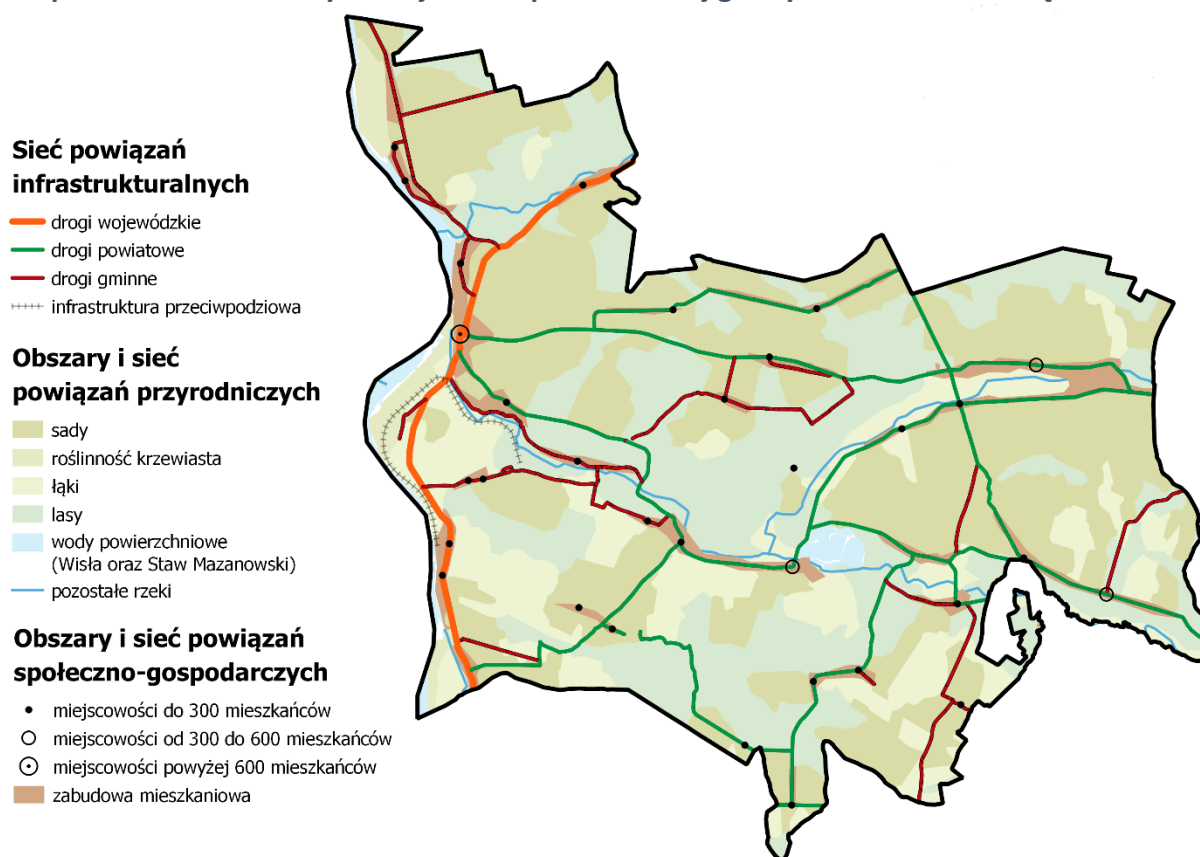 Sieć powiązań
infrastrukturalnych
drogi wojewódzkie
drogi powiatowe
drogi gminne
infrastruktura przeciwpodziowa
Obszary i sieć
powiązań przyrodniczych
sady
roślinność krzewiasta
łąki
lasy
wody powierzchniowe
(Wisła oraz Staw Mazanowski)
pozostałe rzeki
Obszary i sieć powiązań
społeczno-gospodarczych
miejscowości do 300 mieszkańców
miejscowości od 300 do 600 mieszkańców
miejscowości powyżej 600 mieszkańców
zabudowa mieszkaniowa